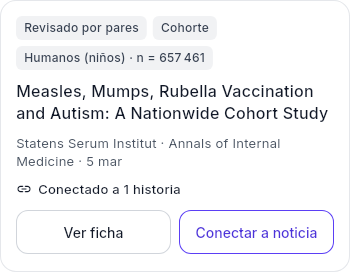 Revisado por pares Cohorte
Humanos (niños) · n = 657 461
Measles, Mumps, Rubella Vaccination
and Autism: A Nationwide Cohort Study
Statens Serum Institut · Annals of Internal
Medicine · 5 mar
Conectado a 1 historia
Ver ficha Conectar a noticia